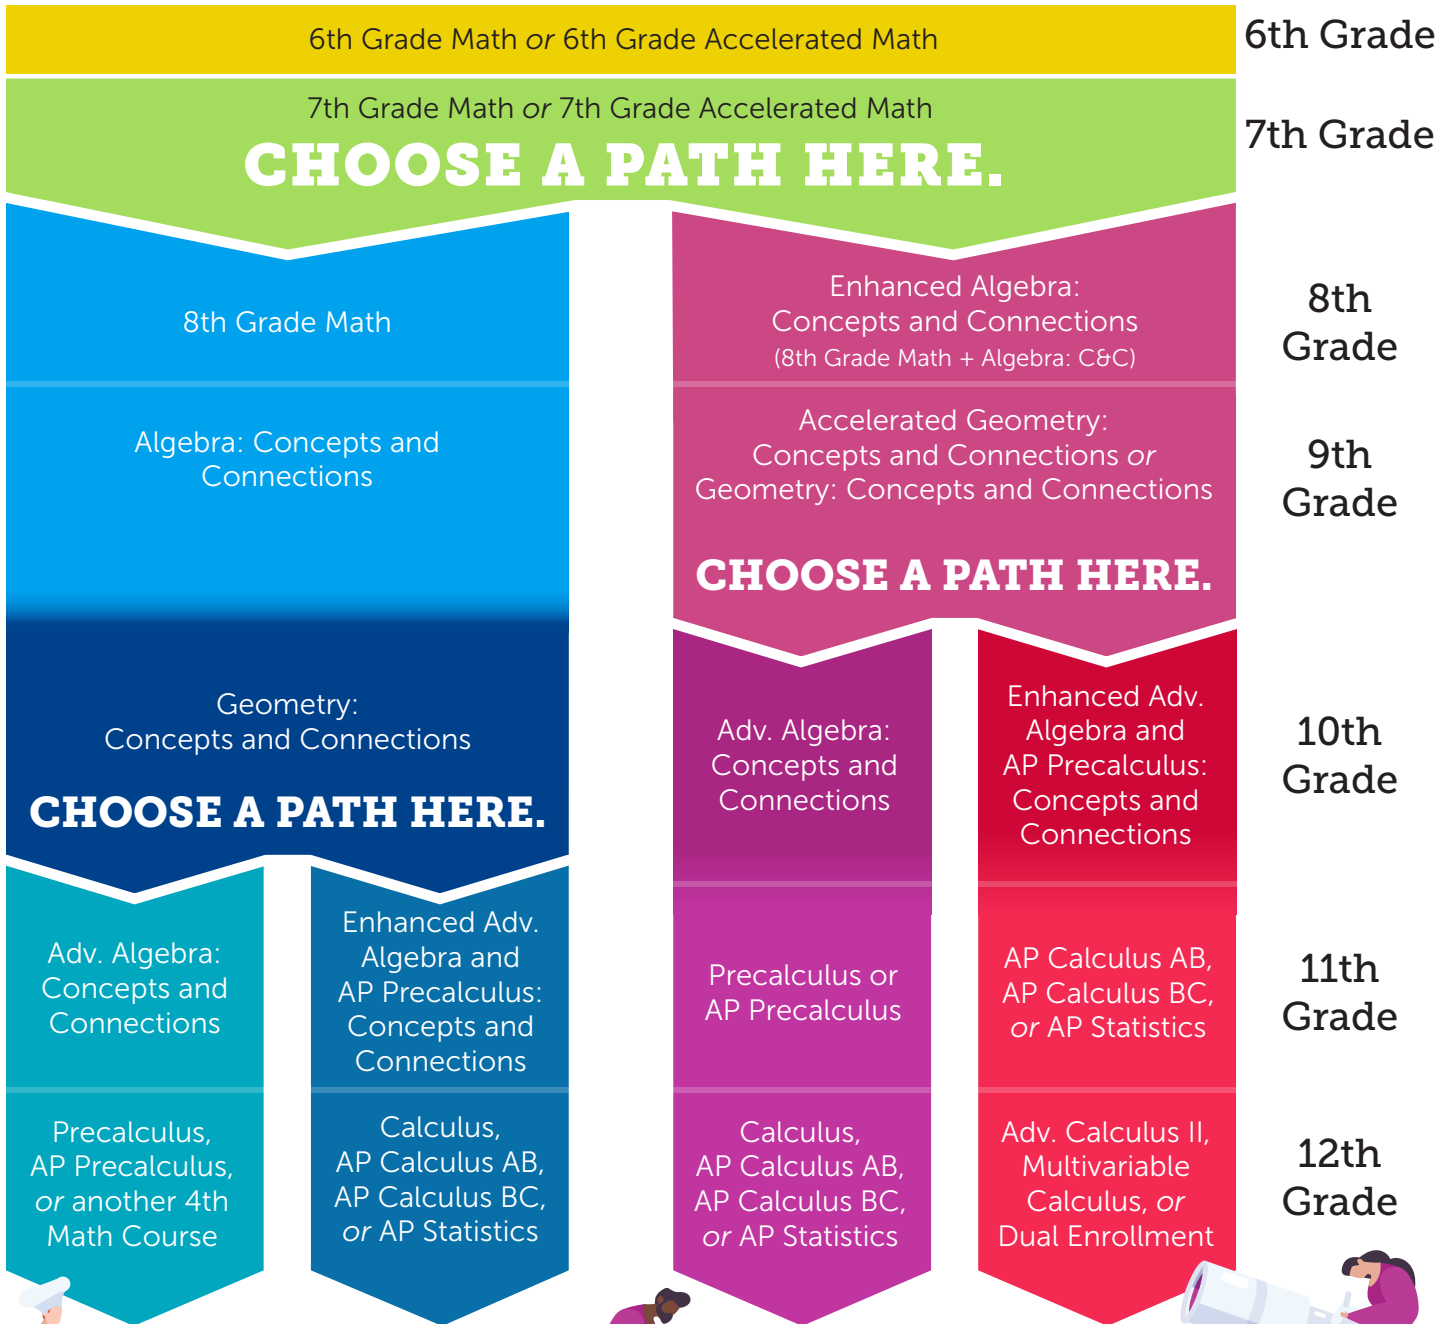 6th Grade Math or 6th Grade Accelerated Math
6th Grade
7th Grade Math or 7th Grade Accelerated Math
CHOOSE A PATH HERE.
7th Grade
8th Grade Math
Enhanced Algebra:
Concepts and Connections
(8th Grade Math + Algebra: C&C)
8th
Grade
Algebra: Concepts and
Connections
Accelerated Geometry:
Concepts and Connections or
Geometry: Concepts and Connections
CHOOSE A PATH HERE.
9th
Grade
Geometry:
Concepts and Connections
CHOOSE A PATH HERE.
Adv. Algebra:
Concepts and
Connections
Enhanced Adv.
Algebra and
AP Precalculus:
Concepts and
Connections
10th
Grade
Adv. Algebra:
Concepts and
Connections
Enhanced Adv.
Algebra and
AP Precalculus:
Concepts and
Connections
Precalculus or
AP Precalculus
AP Calculus AB,
AP Calculus BC,
or AP Statistics
11th
Grade
Precalculus,
AP Precalculus,
or another 4th
Math Course
Calculus,
AP Calculus AB,
AP Calculus BC,
or AP Statistics
Calculus,
AP Calculus AB,
AP Calculus BC,
or AP Statistics
Adv. Calculus II,
Multivariable
Calculus, or
Dual Enrollment
12th
Grade